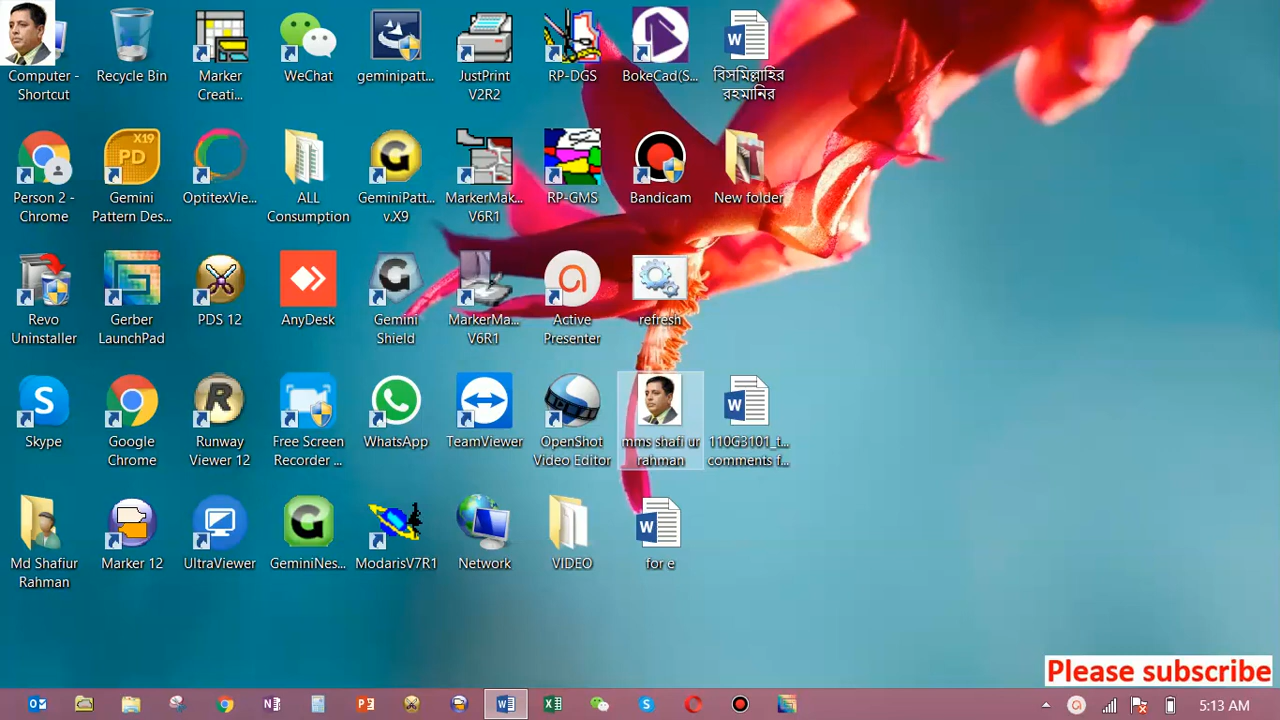 Computer -
Shortcut
Recycle Bin
Marker
Creati...
WeChat
geminipatt...
JustPrint
V2R2
RP-DGS
BokeCad(S...
বিসমিল্লাহির
রহমানির
Person 2 -
Chrome
X19
PD
Gemini
Pattern Des...
OptitexVie...
ALL
Consumption
GeminiPatt...
v.X9
MarkerMak...
V6R1
RP-GMS
Bandicam
New folder
Revo
Uninstaller
Gerber
LaunchPad
PDS 12
AnyDesk
Gemini
Shield
MarkerMa...
V6R1
Active
Presenter
refresh
Skype
Google
Chrome
Runway
Viewer 12
Free Screen
Recorder ...
WhatsApp
TeamViewer
OpenShot
Video Editor
mms shafi ur
rahman
110G3101_t...
comments f...
Md Shafiur
Rahman
Marker 12
UltraViewer
GeminiNes...
ModarisV7R1
Network
VIDEO
for e
Please subscribe
5:13 AM